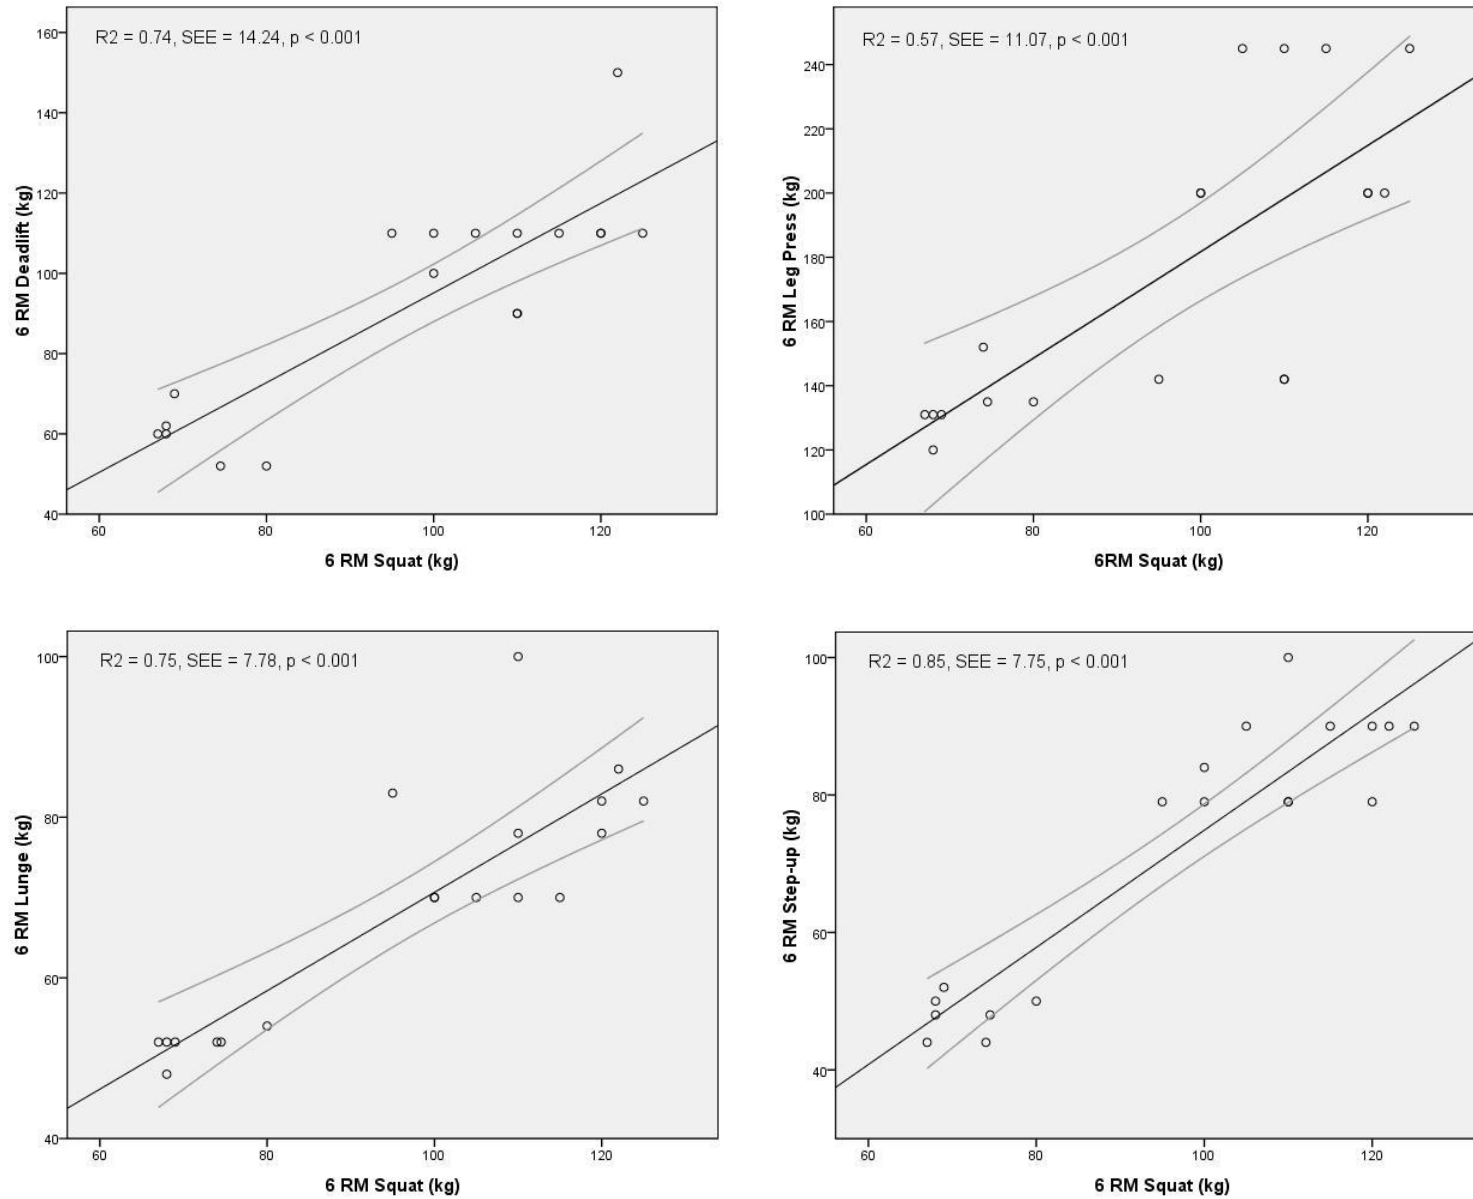 R2 = 0.74, SEE = 14.24, p < 0.001
160
140
120
100
80
60
40
6 RM Deadlift (kg)
60 80 100 120
6 RM Squat (kg)
R2 = 0.57, SEE = 11.07, p < 0.001
240
220
200
180
160
140
120
100
6 RM Leg Press (kg)
60 80 100 120
6RM Squat (kg)
R2 = 0.75, SEE = 7.78, p < 0.001
100
80
60
40
6 RM Lunge (kg)
60 80 100 120
6 RM Squat (kg)
R2 = 0.85, SEE = 7.75, p < 0.001
100
80
60
40
6 RM Step-up (kg)
60 80 100 120
6 RM Squat (kg)